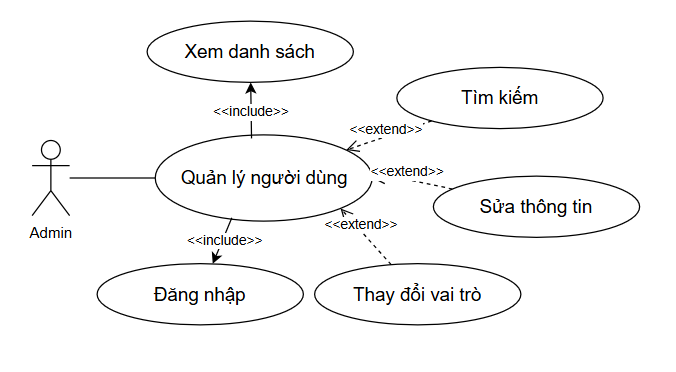 Xem danh sách
<<include>>
Tìm kiếm
<<extend>>
Quản lý người dùng
<<extend>>
Sửa thông tin
Admin
<<extend>>
<<include>>
Đăng nhập
Thay đổi vai trò